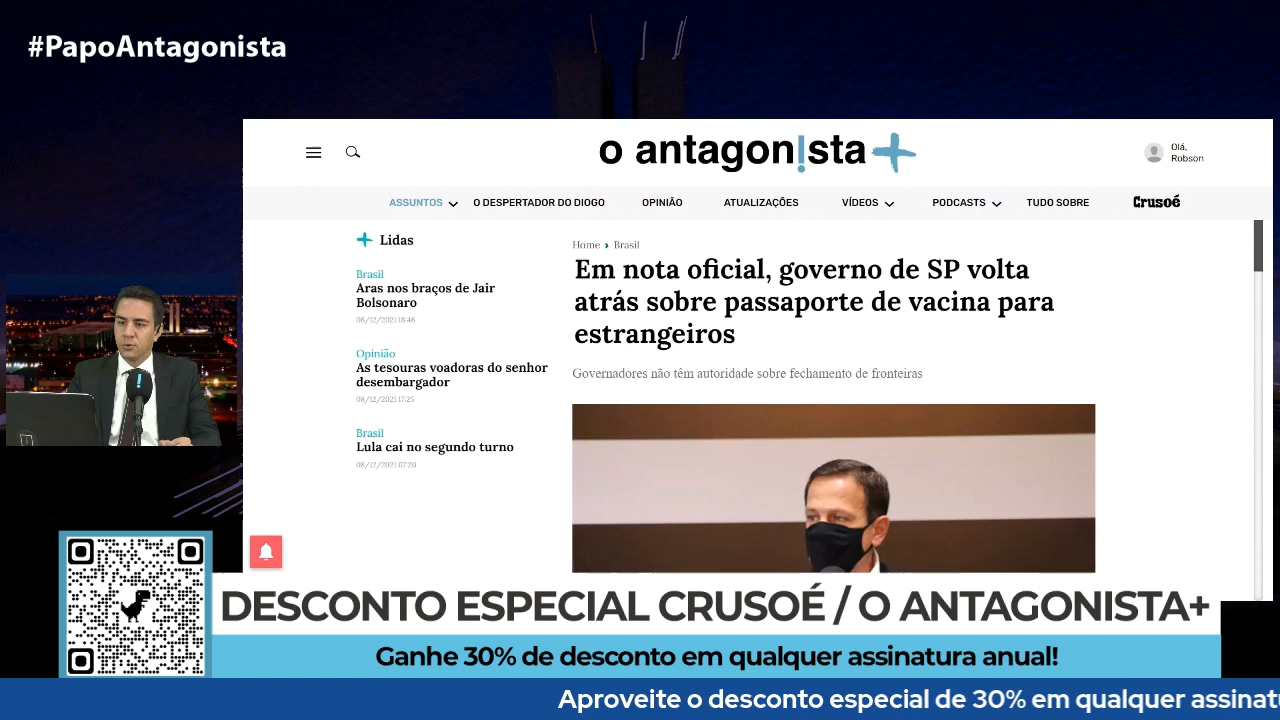 #PapoAntagonista
o antagon!sta+
Olá,
Robson
ASSUNTOS
O DESPERTADOR DO DIOGO
OPINIÃO
ATUALIZAÇÕES
VÍDEOS
PODCASTS
TUDO SOBRE
Crusoé
Lidas
Brasil
Aras nos braços de Jair
Bolsonaro
08/12/2021 18:46
Opinião
As tesouras voadoras do senhor
desembargador
08/12/2021 17:25
Brasil
Lula cai no segundo turno
08/12/2021 07:20
Home › Brasil
Em nota oficial, governo de SP volta
atrás sobre passaporte de vacina para
estrangeiros
Governadores não têm autoridade sobre fechamento de fronteiras
DESCONTO ESPECIAL CRUSOÉ / O ANTAGONISTA+
Ganhe 30% de desconto em qualquer assinatura anual!
Aproveite o desconto especial de 30% em qualquer assinat